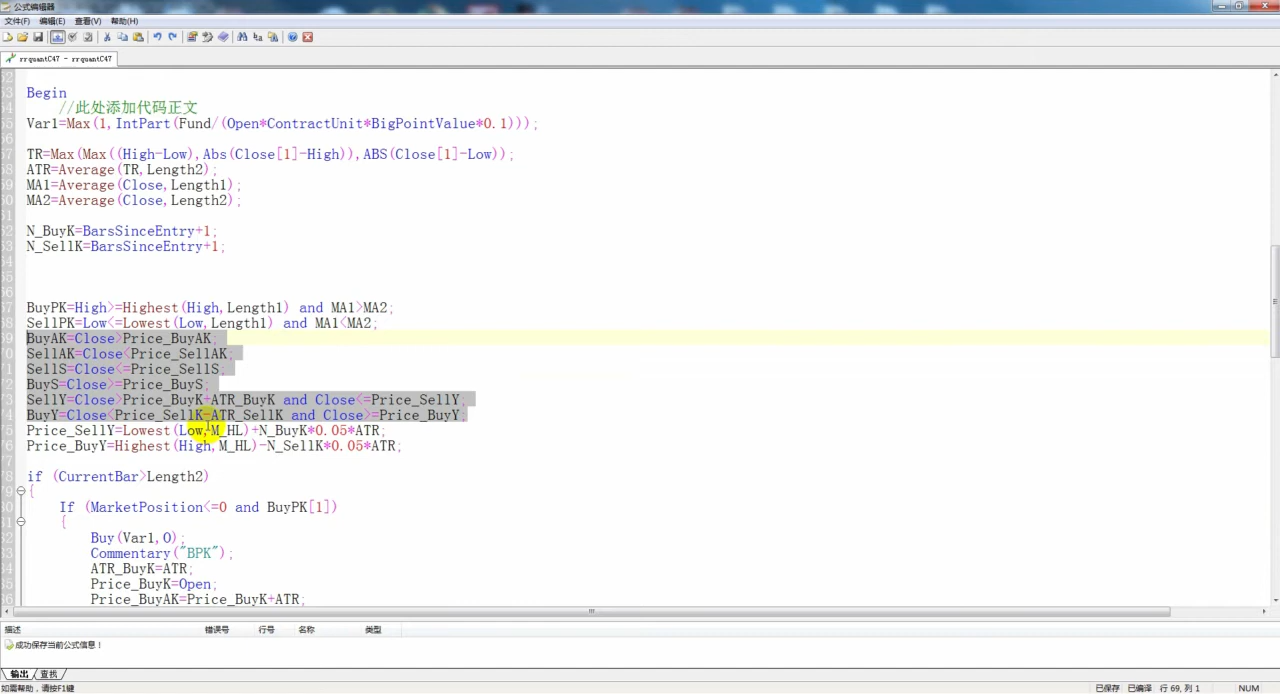 公式编辑器
文件(F) 编辑(E) 查看(V) 帮助(H)
rrquantC47 - rrquantC47
Begin
//此处添加代码正文
Var1=Max(1,IntPart(Fund/(Open*ContractUnit*BigPointValue*0.1)));
TR=Max(Max((High-Low),Abs(Close[1]-High)),ABS(Close[1]-Low));
ATR=Average(TR,Length2);
MA1=Average(Close,Length1);
MA2=Average(Close,Length2);
N_BuyK=BarsSinceEntry+1;
N_SellK=BarsSinceEntry+1;
BuyPK=High>=Highest(High,Length1) and MA1>MA2;
SellPK=Low<=Lowest(Low,Length1) and MA1<MA2;
BuyAK=Close>Price_BuyAK;
SellAK=Close<Price_SellAK;
SellS=Close<=Price_SellS;
BuyS=Close>=Price_BuyS;
SellY=Close>Price_BuyK+ATR_BuyK and Close<=Price_SellY;
BuyY=Close<Price_SellK-ATR_SellK and Close>=Price_BuyY;
Price_SellY=Lowest(Low,M_HL)+N_BuyK*0.05*ATR;
Price_BuyY=Highest(High,M_HL)-N_SellK*0.05*ATR;
if (CurrentBar>Length2)
{
If (MarketPosition<=0 and BuyPK[1])
{
Buy(Var1,O);
Commentary("BPK");
ATR_BuyK=ATR;
Price_BuyK=Open;
Price_BuyAK=Price_BuyK+ATR;
描述 错误号 行号 名称 类型
成功保存当前公式信息！
输出 查找
如需帮助，请按F1键 已保存 已编译 行 69, 列 1 NUM